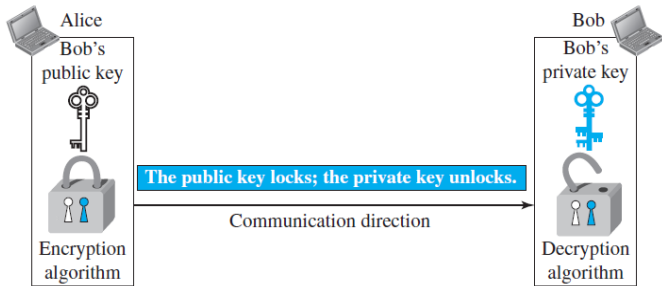 Alice
Bob's
public key
Encryption
algorithm
The public key locks; the private key unlocks.
Communication direction
Bob
Bob's
private key
Decryption
algorithm